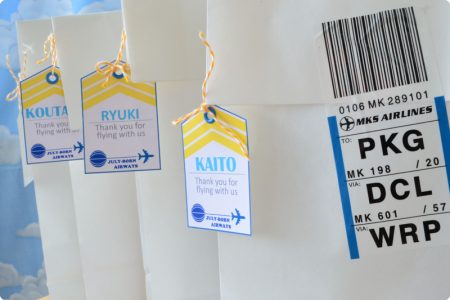 KOUTA
Thank you for
flying with
JULY-BORN
AIRWAYS
RYUKI
Thank you for
flying with us
JULY-BORN
AIRWAYS
KAITO
Thank you for
flying with us
JULY-BORN
AIRWAYS
0106 MK 289101
MKS AIRLINES
TO:
PKG
MK 198 / 20
VIA:
DCL
MK 601 / 57
VIA:
WRP